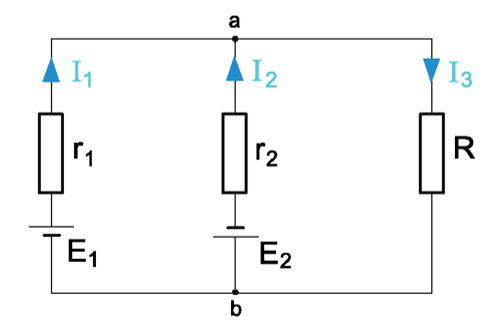 a
I₁
I₂
I₃
r₁
r₂
R
E₁
E₂
b